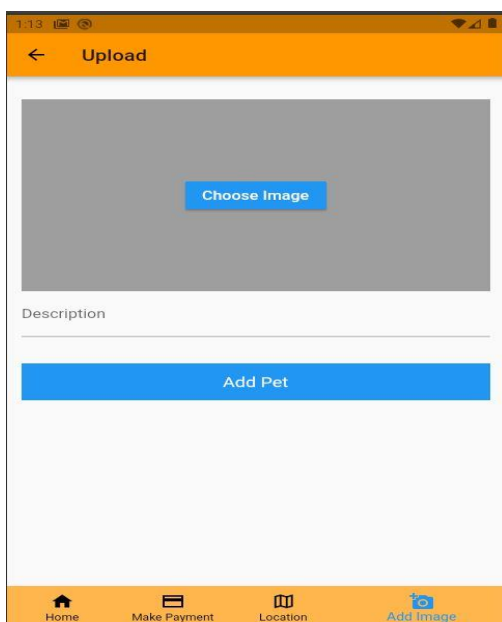 1:13
Upload
Choose Image
Description
Add Pet
Home Make Payment Location Add Image